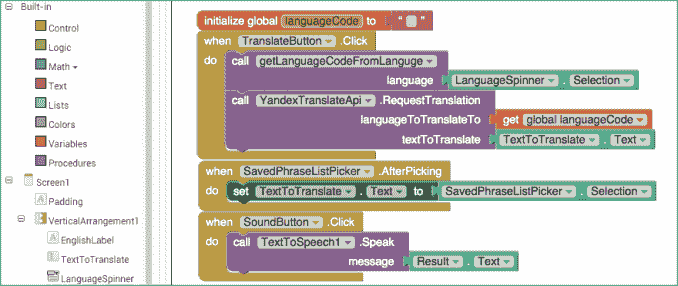 Built-in
Control
Logic
Math
Text
Lists
Colors
Variables
Procedures
Screen1
Padding
VerticalArrangement1
EnglishLabel
TextToTranslate
LanguageSpinner
initialize global languageCode to " "
when TranslateButton .Click
do call getLanguageCodeFromLanguge
language LanguageSpinner . Selection
call YandexTranslateApi .RequestTranslation
languageToTranslateTo get global languageCode
textToTranslate TextToTranslate . Text
when SavedPhraseListPicker .AfterPicking
do set TextToTranslate . Text to SavedPhraseListPicker . Selection
when SoundButton .Click
do call TextToSpeech1 .Speak
message Result . Text